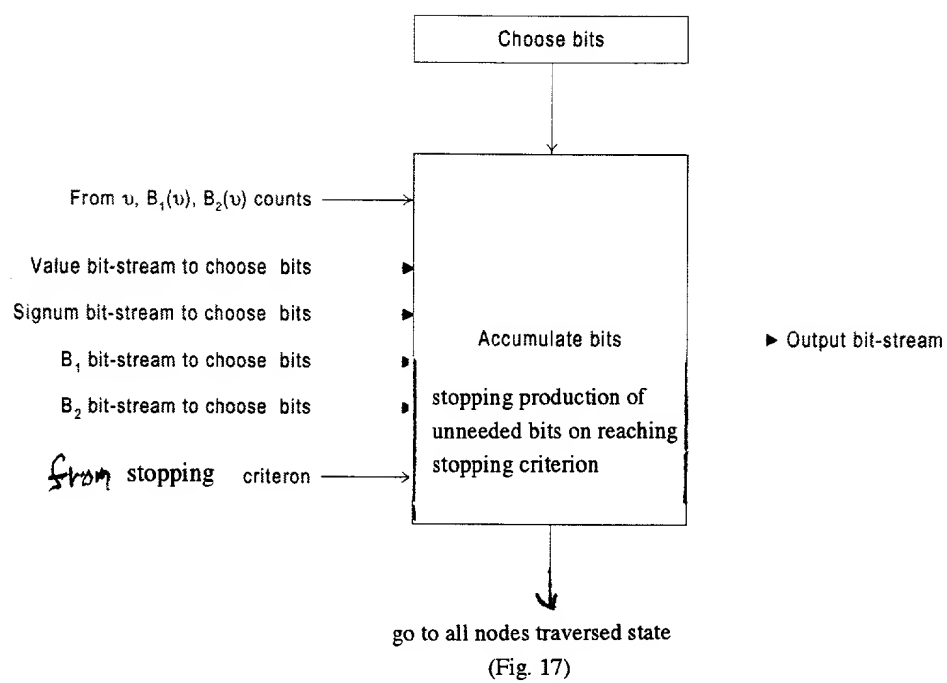 Choose bits
From υ, B₁(υ), B₂(υ) counts
Value bit-stream to choose bits
Signum bit-stream to choose bits
B₁ bit-stream to choose bits
B₂ bit-stream to choose bits
from stopping criteron
Accumulate bits
stopping production of
unneeded bits on reaching
stopping criterion
Output bit-stream
go to all nodes traversed state
(Fig. 17)